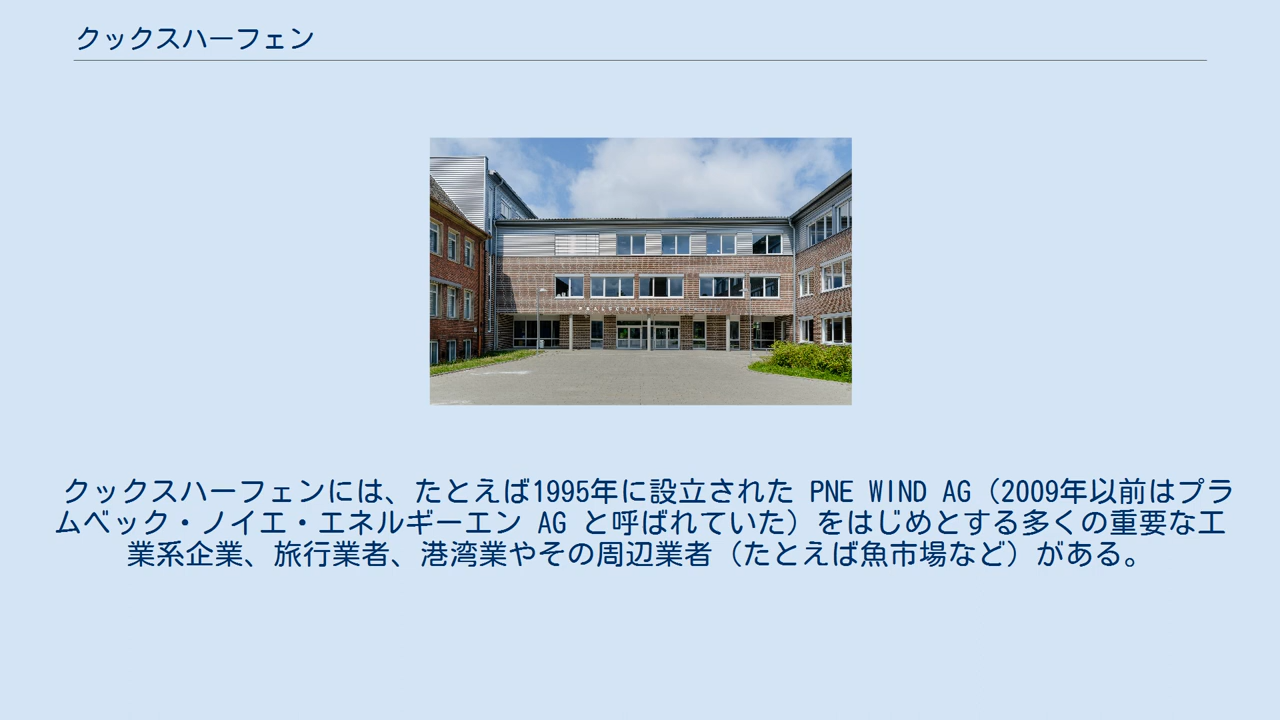 クックスハーフェン
クックスハーフェンには、たとえば1995年に設立された PNE WIND AG（2009年以前はプラ
ムベック・ノイエ・エネルギーエン AG と呼ばれていた）をはじめとする多くの重要な工
業系企業、旅行業者、港湾業やその周辺業者（たとえば魚市場など）がある。